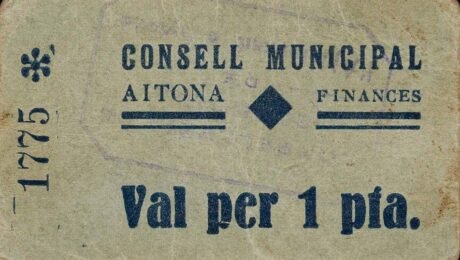 CONSELL MUNICIPAL
AITONA FINANCES
Val per 1 pta.
1775